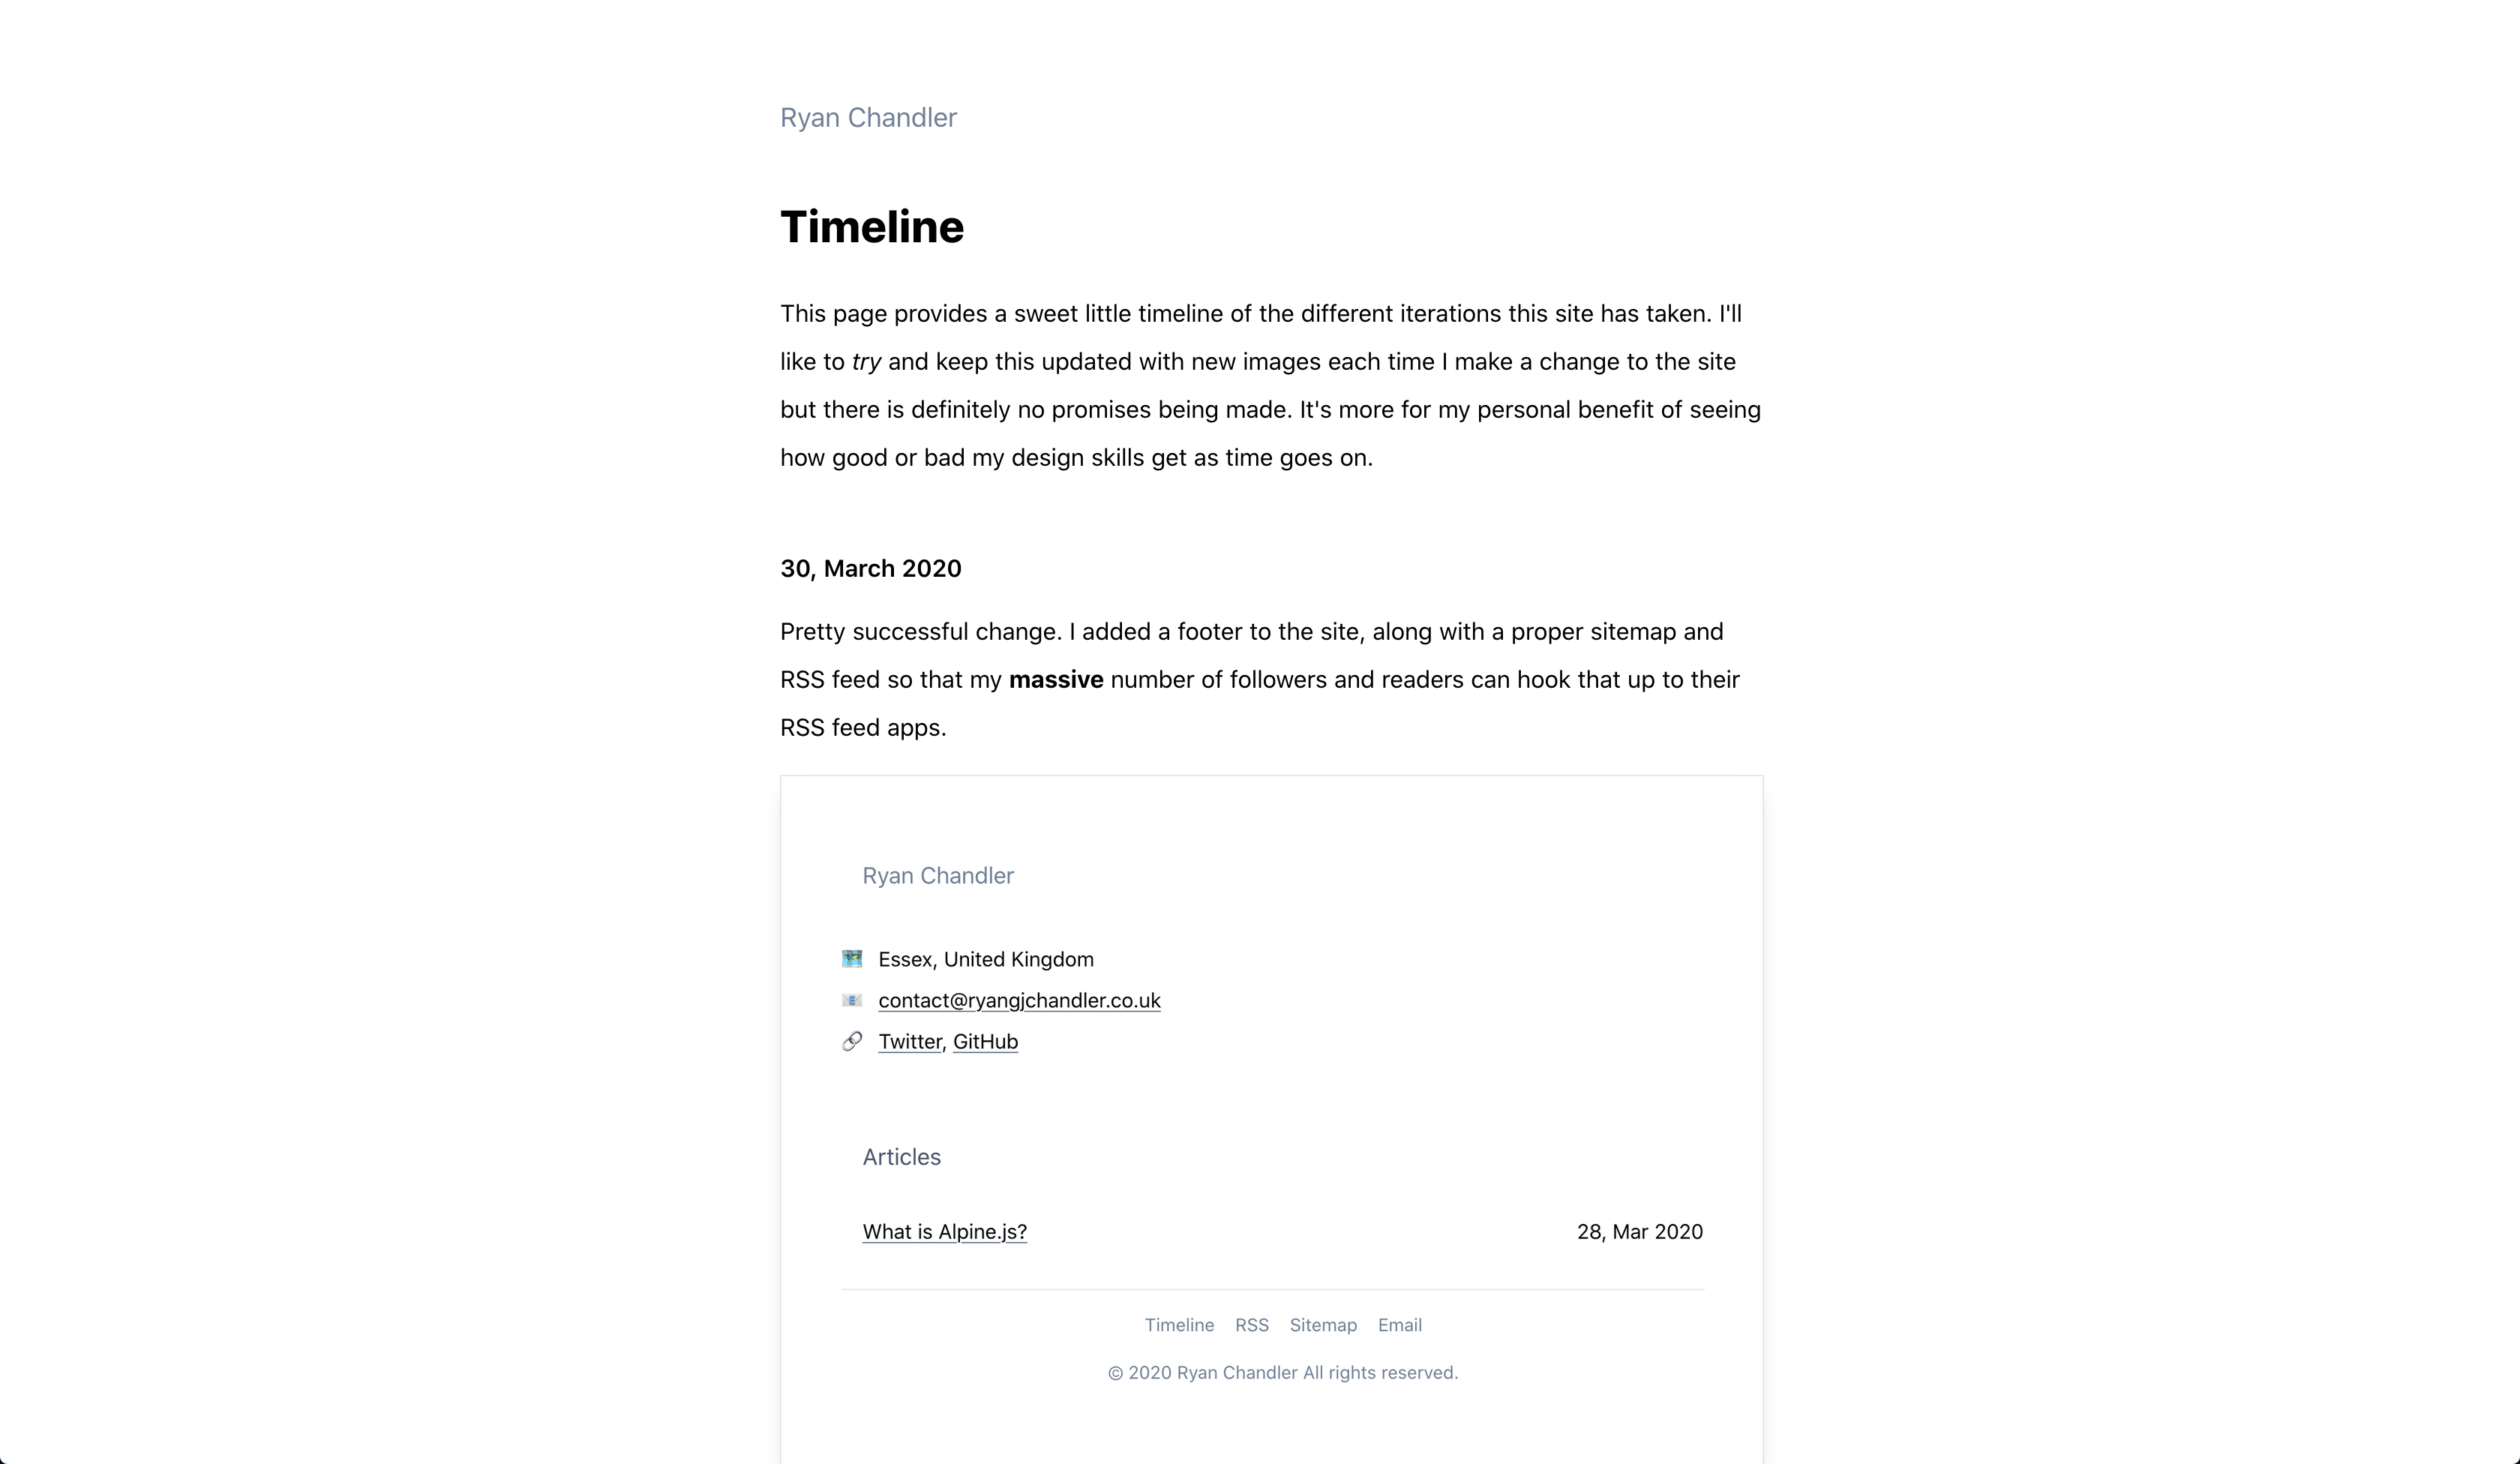 Ryan Chandler
Timeline
This page provides a sweet little timeline of the different iterations this site has taken. I'll
like to try and keep this updated with new images each time I make a change to the site
but there is definitely no promises being made. It's more for my personal benefit of seeing
how good or bad my design skills get as time goes on.
30, March 2020
Pretty successful change. I added a footer to the site, along with a proper sitemap and
RSS feed so that my massive number of followers and readers can hook that up to their
RSS feed apps.
Ryan Chandler
Essex, United Kingdom
contact@ryangjchandler.co.uk
Twitter, GitHub
Articles
What is Alpine.js? 28, Mar 2020
Timeline RSS Sitemap Email
© 2020 Ryan Chandler All rights reserved.